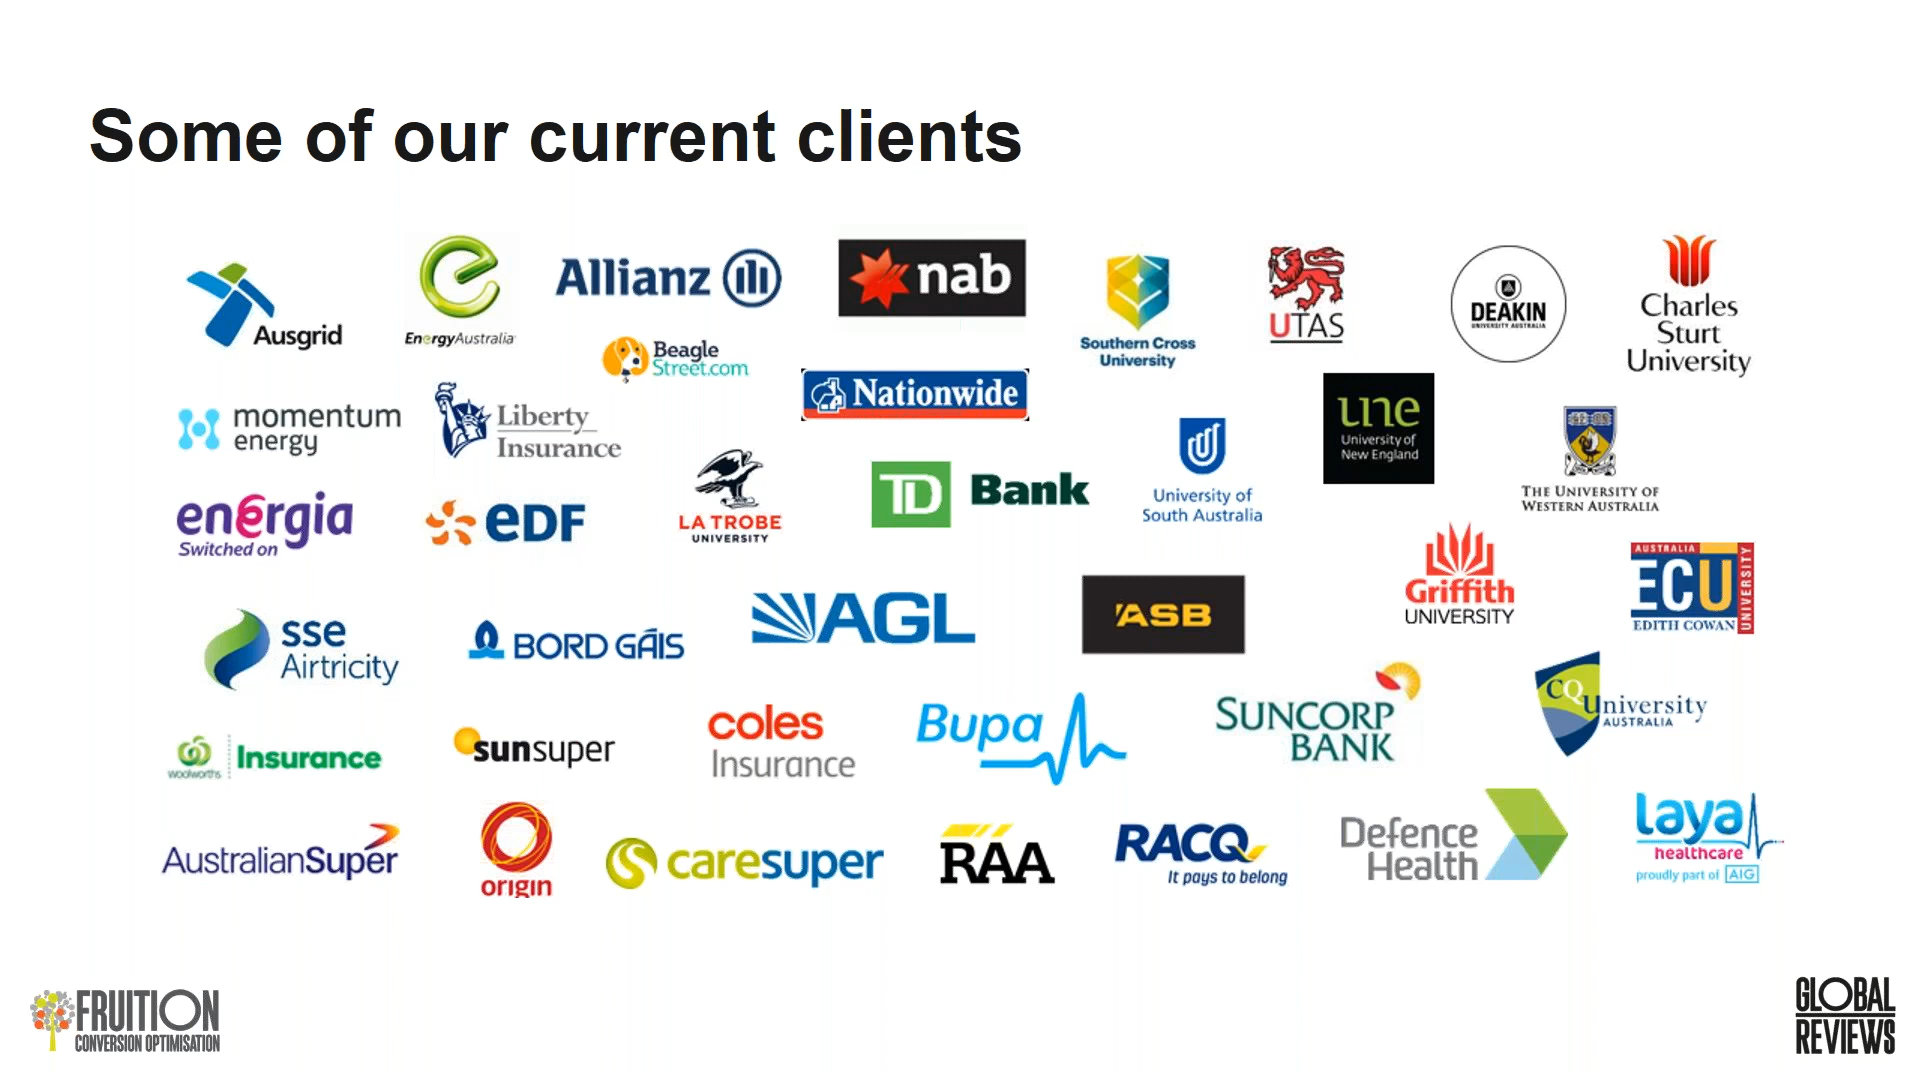 Some of our current clients
Ausgrid
EnergyAustralia
Allianz
nab
Southern Cross
University
UTAS
DEAKIN
UNIVERSITY AUSTRALIA
Charles
Sturt
University
Beagle
Street.com
momentum
energy
Liberty
Insurance
Nationwide
une
University of
New England
THE UNIVERSITY OF
WESTERN AUSTRALIA
energia
Switched on
eDF
LA TROBE
UNIVERSITY
TD Bank
University of
South Australia
Griffith
UNIVERSITY
AUSTRALIA
ECU
UNIVERSITY
EDITH COWAN
sse
Airtricity
BORD GÁIS
AGL
ASB
woolworths Insurance
sunsuper
coles
Insurance
Bupa
SUNCORP
BANK
CQUniversity
AUSTRALIA
AustralianSuper
origin
caresuper
RAA
RACQ
It pays to belong
Defence
Health
laya
healthcare
proudly part of AIG
FRUITION
CONVERSION OPTIMISATION
GLOBAL
REVIEWS